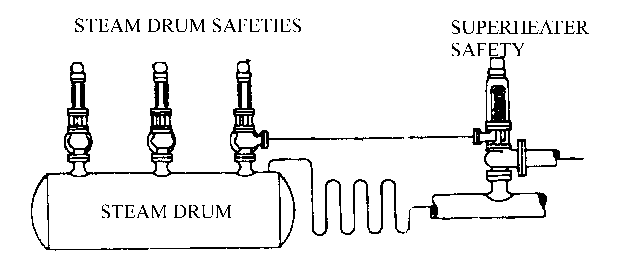 STEAM DRUM SAFETIES
SUPERHEATER
SAFETY
STEAM DRUM